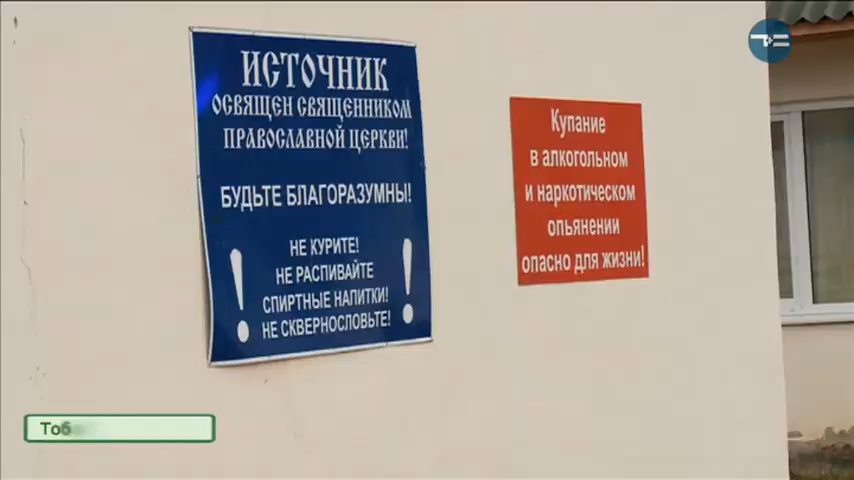 ИСТОЧНИК
ОСВЯЩЕН СВЯЩЕННИКОМ
ПРАВОСЛАВНОЙ ЦЕРКВИ!
БУДЬТЕ БЛАГОРАЗУМНЫ!
НЕ КУРИТЕ!
НЕ РАСПИВАЙТЕ
СПИРТНЫЕ НАПИТКИ!
НЕ СКВЕРНОСЛОВЬТЕ!
! !
Купание
в алкогольном
и наркотическом
опьянении
опасно для жизни!